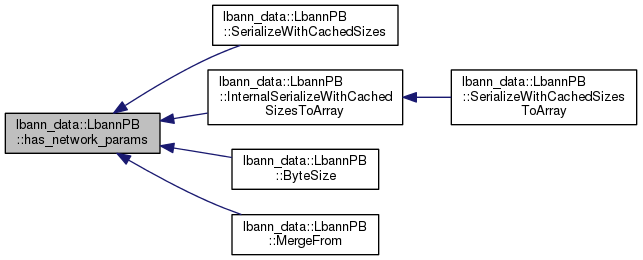 lbann_data::LbannPB
::has_network_params
lbann_data::LbannPB
::SerializeWithCachedSizes
lbann_data::LbannPB
::InternalSerializeWithCached
SizesToArray
lbann_data::LbannPB
::SerializeWithCachedSizes
ToArray
lbann_data::LbannPB
::ByteSize
lbann_data::LbannPB
::MergeFrom